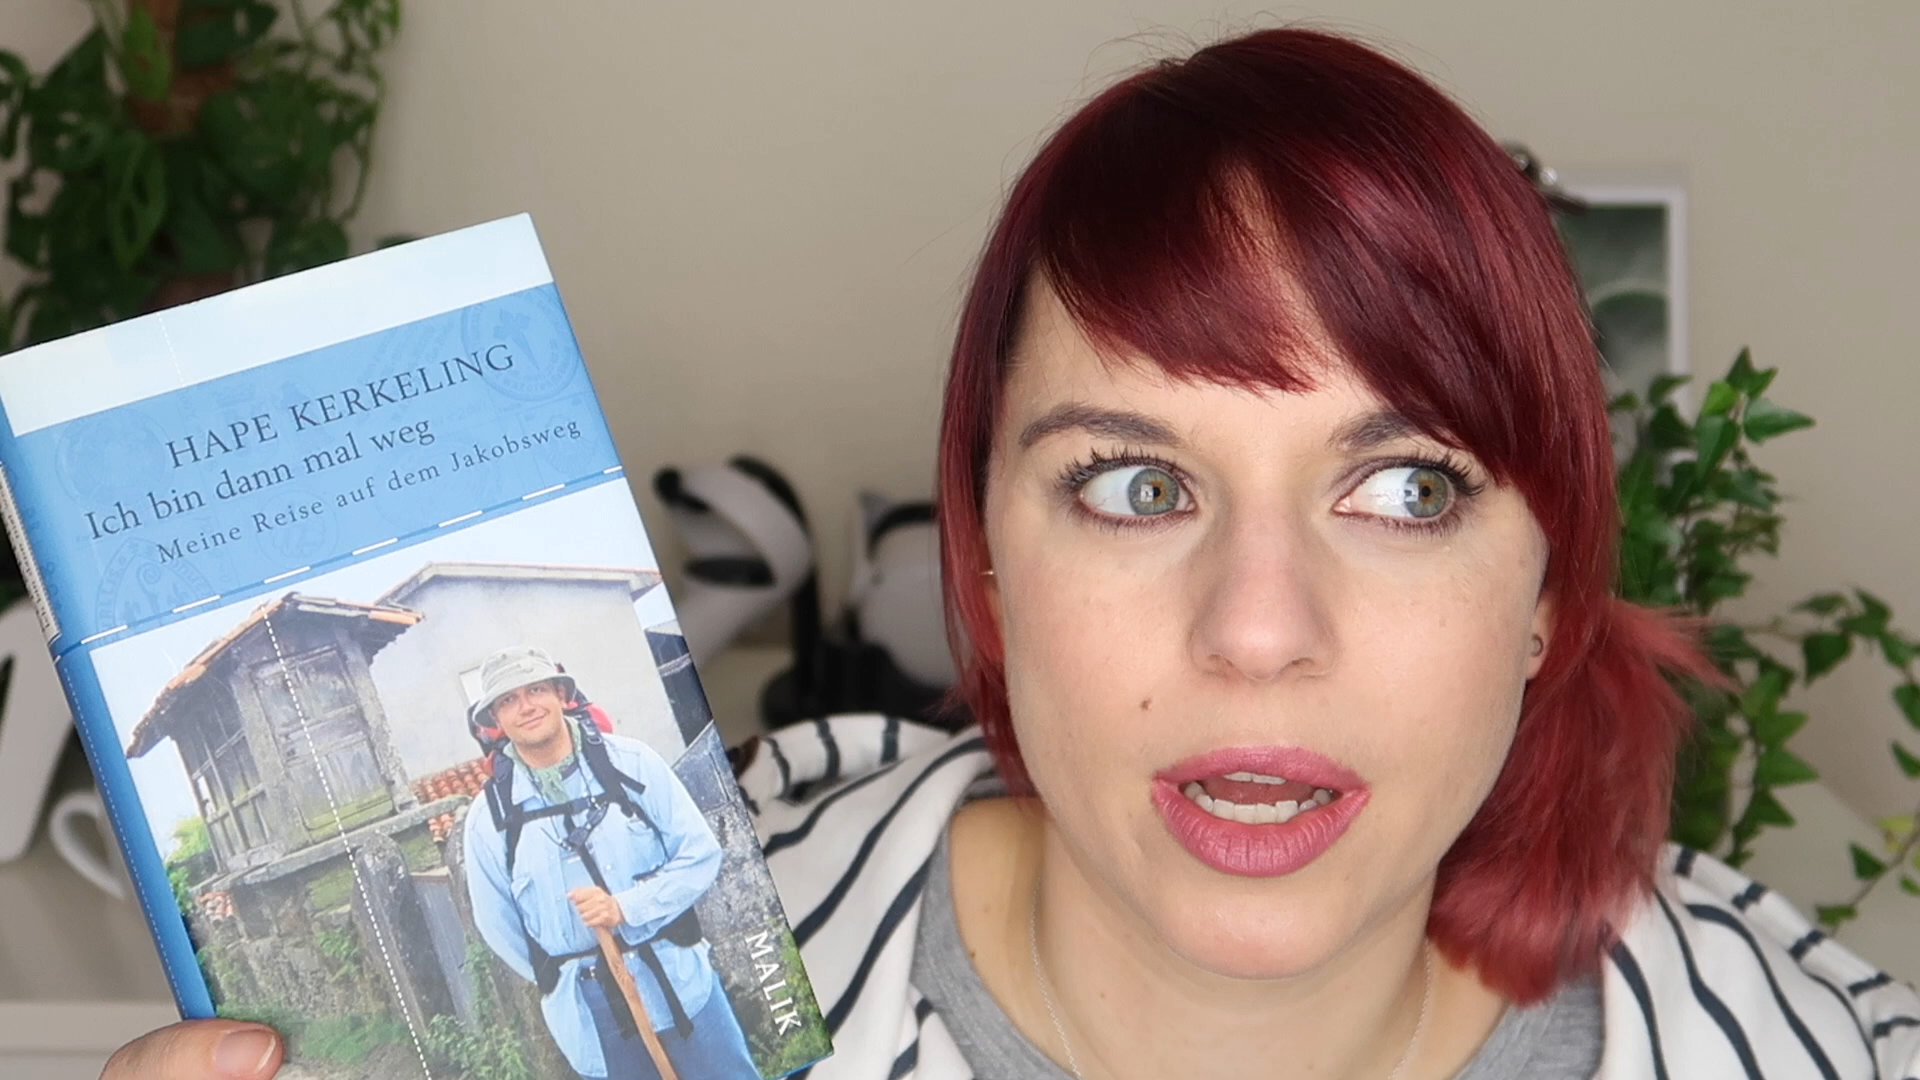 HAPE KERKELING
Ich bin dann mal weg
Meine Reise auf dem Jakobsweg
MALIK